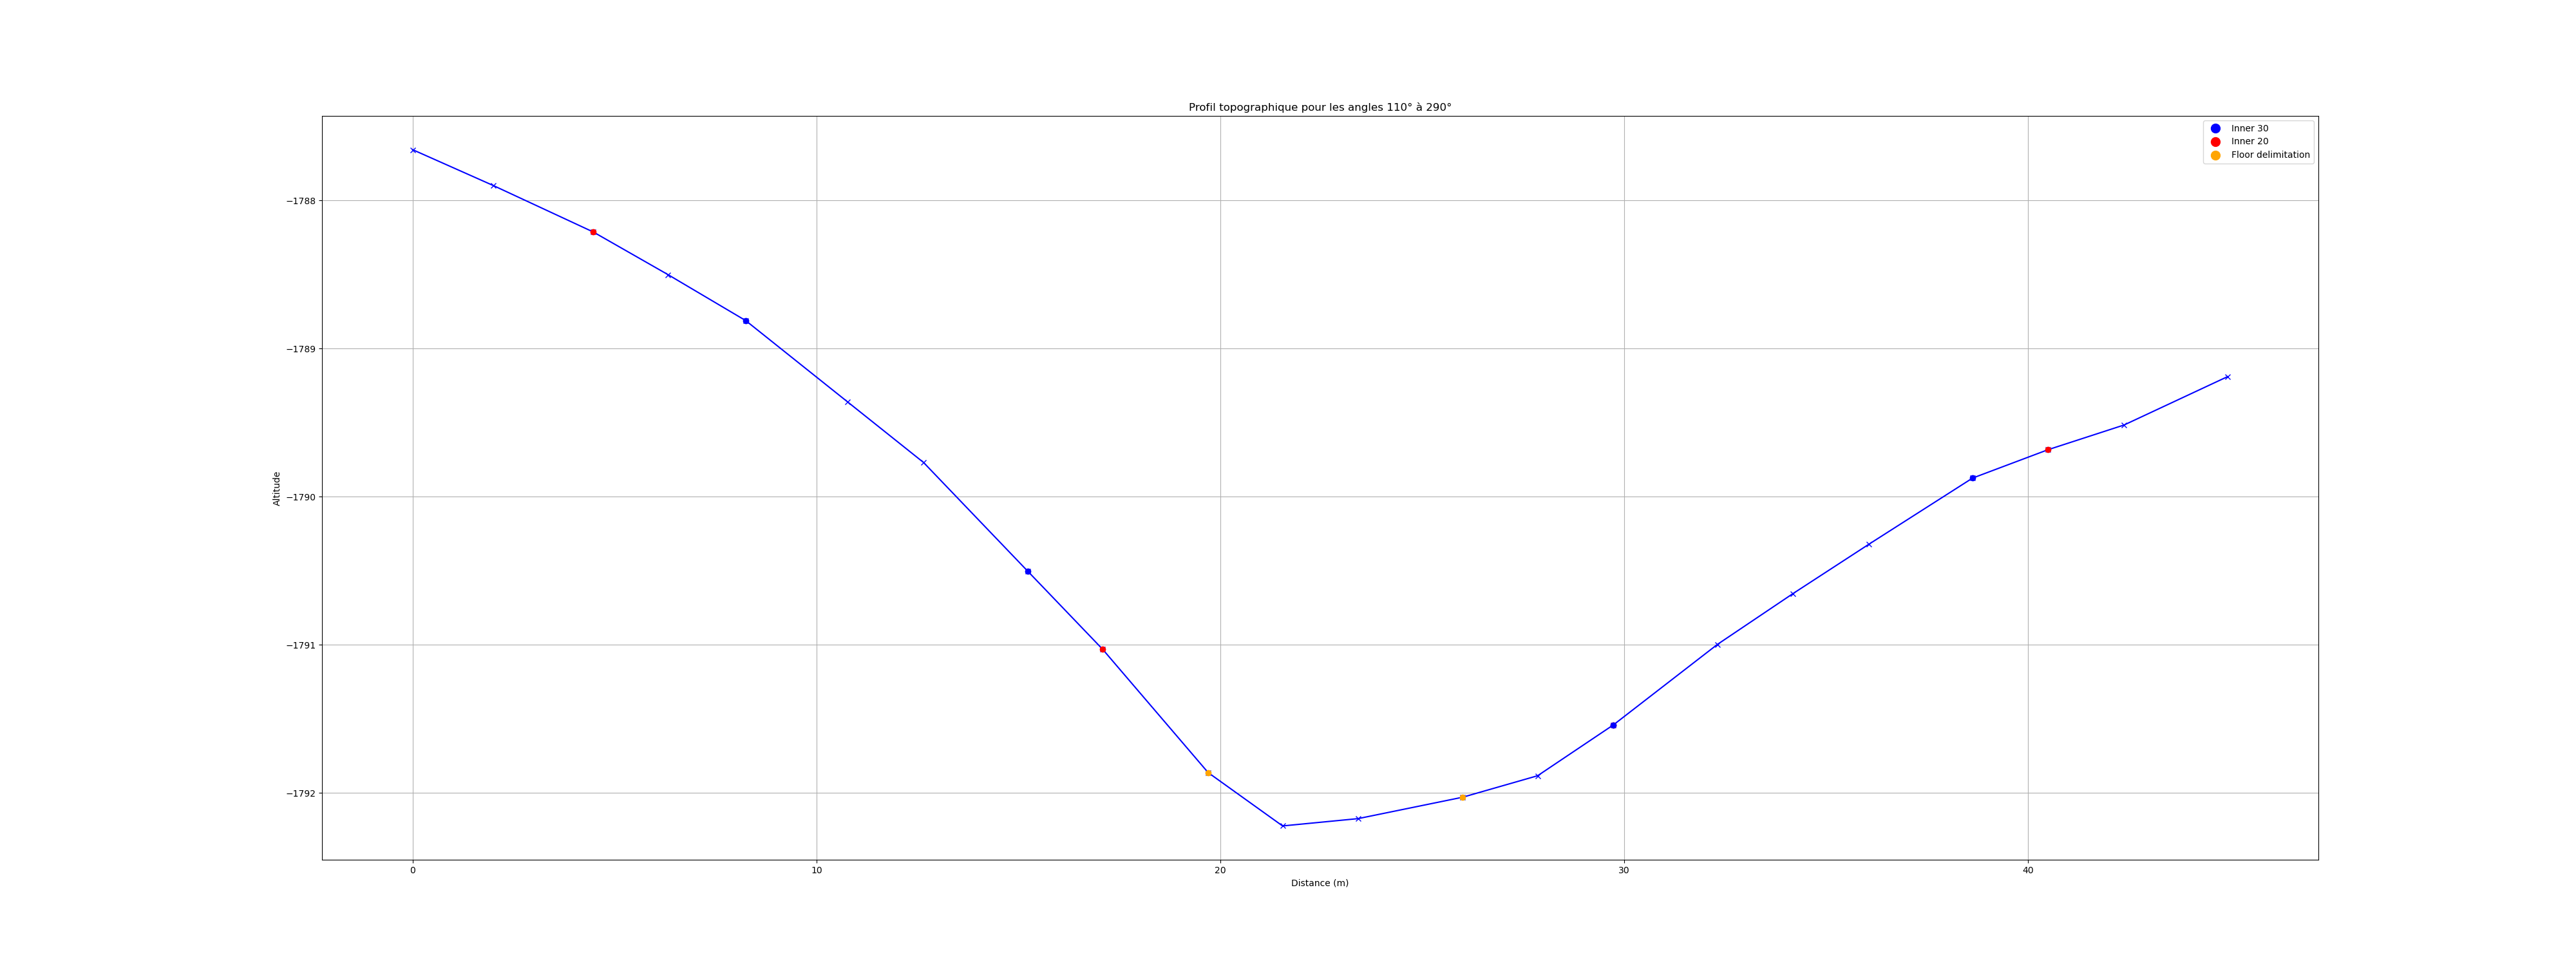 Profil topographique pour les angles 110° à 290°
Inner 30
Inner 20
Floor delimitation
−1788
−1789
−1790
−1791
−1792
Altitude
0 10 20 30 40
Distance (m)